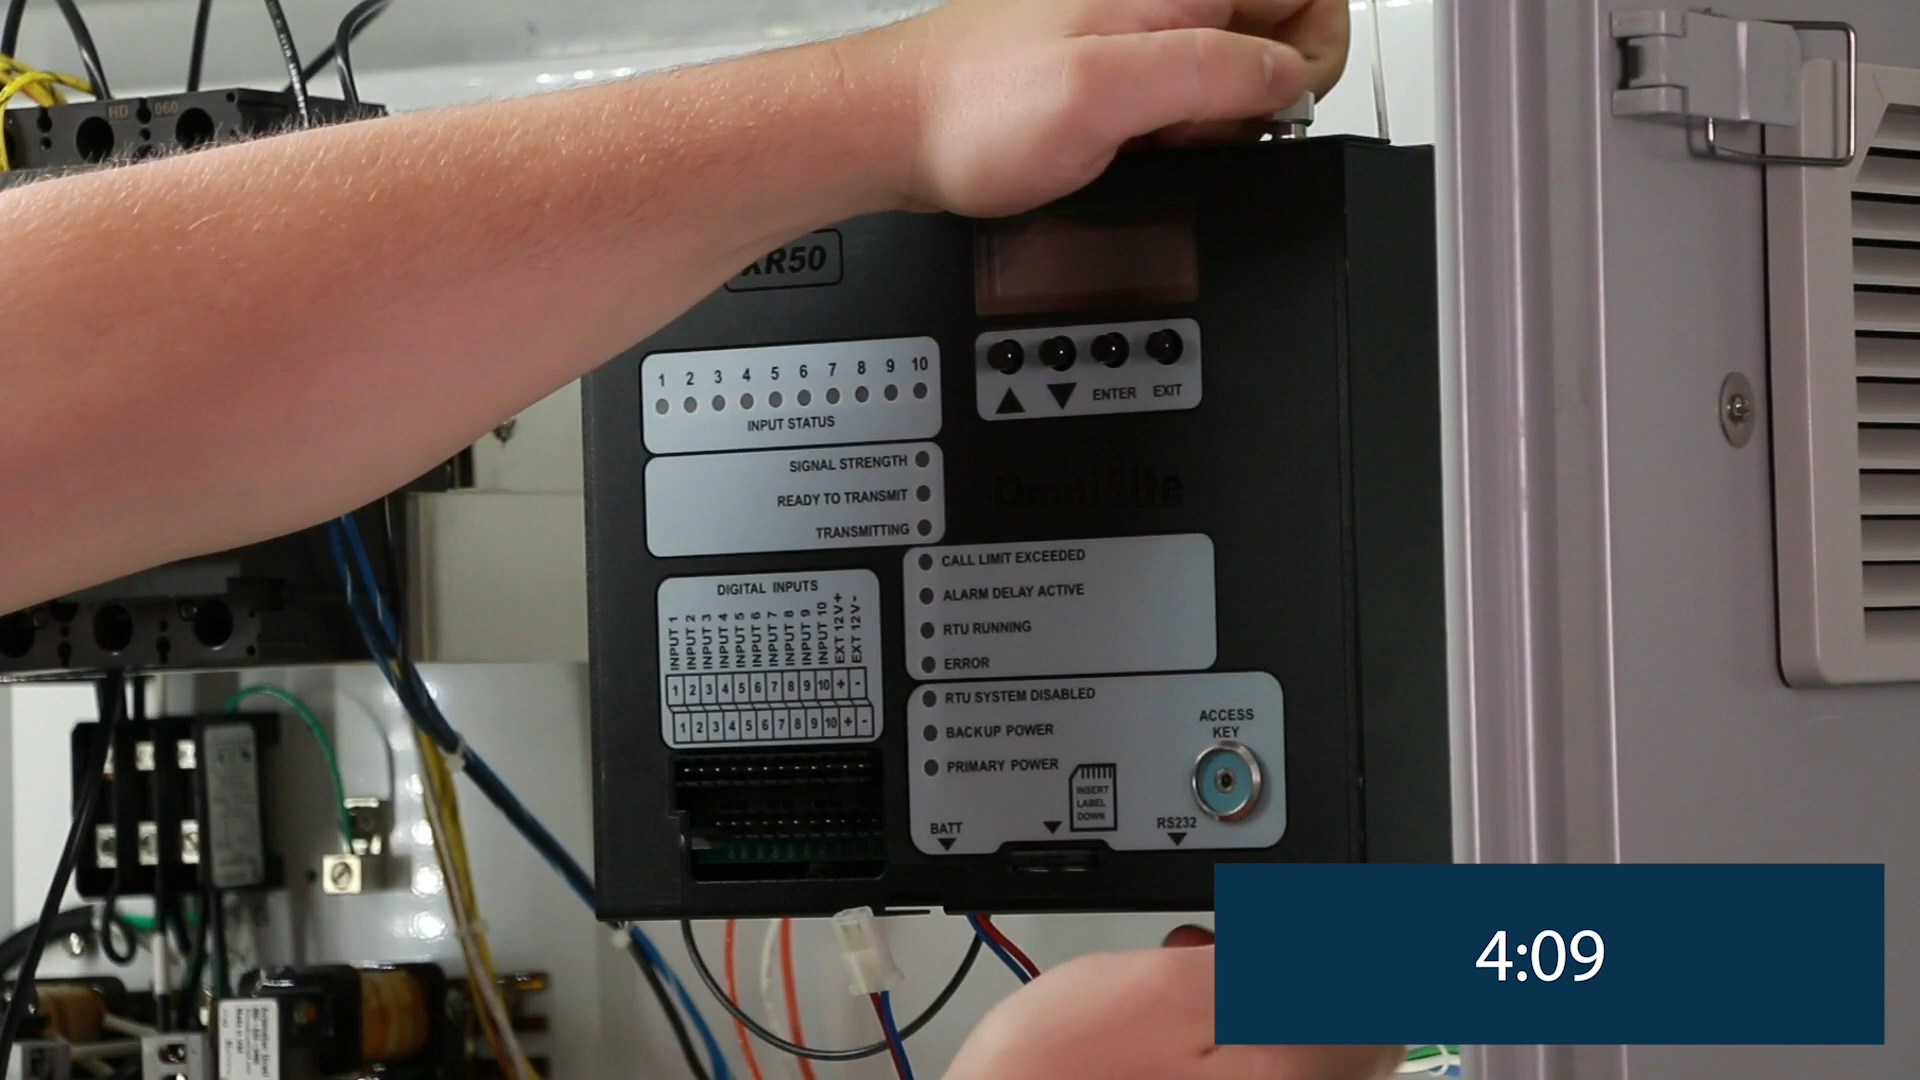 HD 060
XR50
1 2 3 4 5 6 7 8 9 10
INPUT STATUS
ENTER EXIT
SIGNAL STRENGTH
READY TO TRANSMIT
TRANSMITTING
OmniSite
CALL LIMIT EXCEEDED
ALARM DELAY ACTIVE
RTU RUNNING
ERROR
DIGITAL INPUTS
INPUT 1
INPUT 2
INPUT 3
INPUT 4
INPUT 5
INPUT 6
INPUT 7
INPUT 8
INPUT 9
INPUT 10
EXT 12V+
EXT 12V-
1 2 3 4 5 6 7 8 9 10 + -
1 2 3 4 5 6 7 8 9 10 + -
RTU SYSTEM DISABLED
BACKUP POWER
PRIMARY POWER
ACCESS
KEY
INSERT
LABEL
DOWN
BATT
RS232
4:09